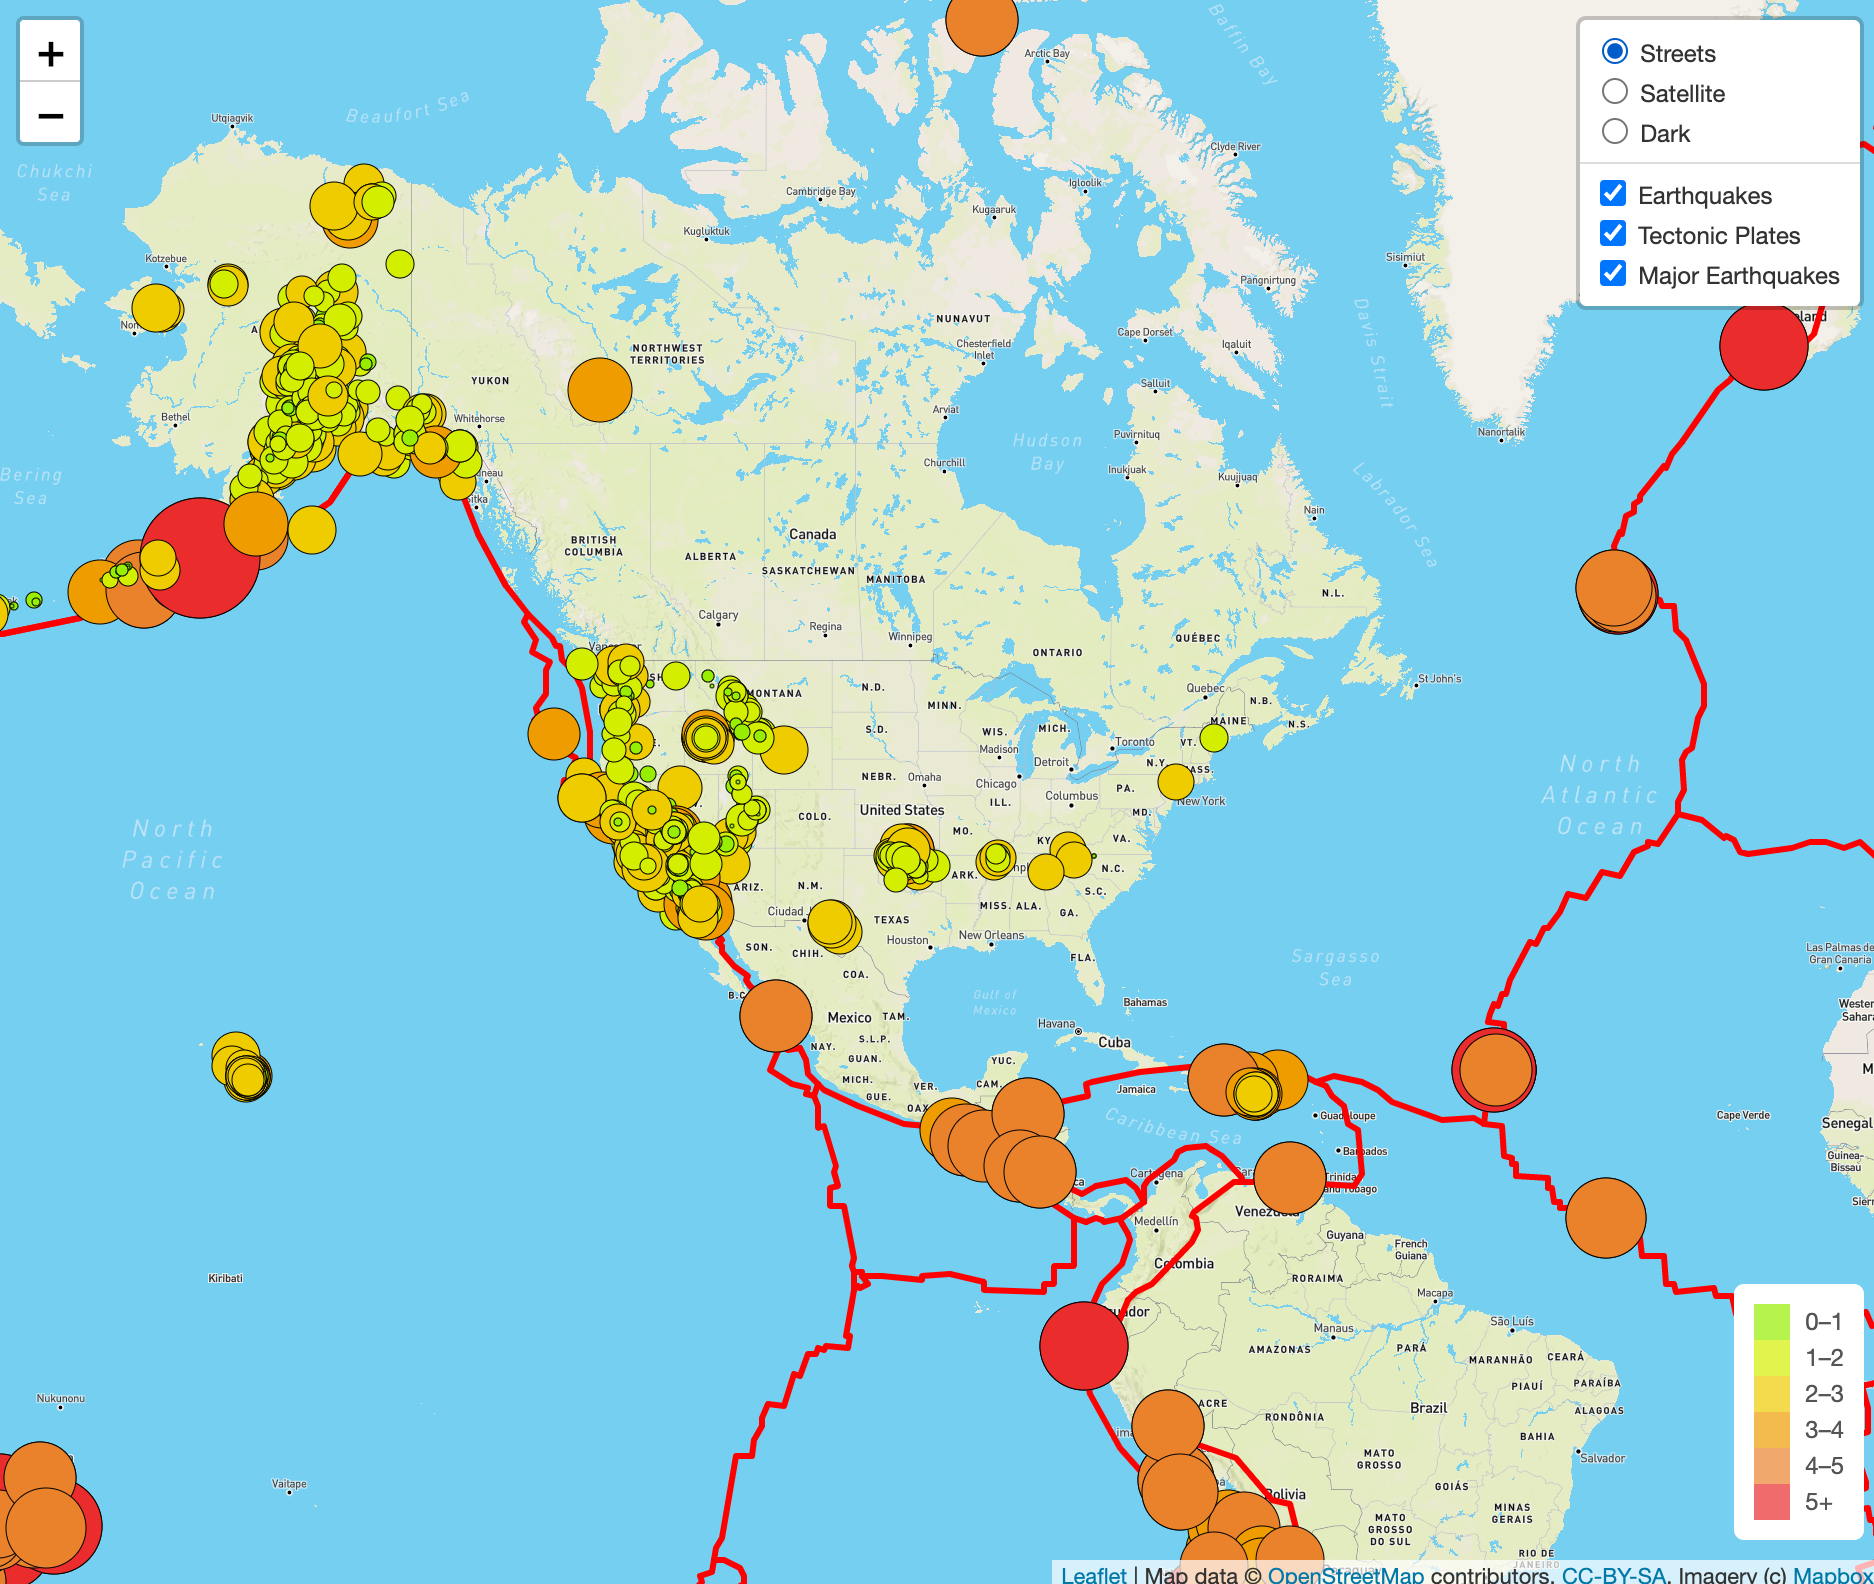 +
−
Streets
Satellite
Dark
Earthquakes
Tectonic Plates
Major Earthquakes
Baffin Bay
Arctic Bay
Beaufort Sea
Utqiagvik
Chukchi
Sea
Clyde River
Cambridge Bay
Igloolik
Kugaaruk
Kugluktuk
Kotzebue
Sisimiut
Pangnirtung
NUNAVUT
Cape Dorset
Chesterfield
Inlet
Iqaluit
Davis Strait
NORTHWEST
TERRITORIES
YUKON
Salluit
Bethel
Whitehorse
Arviat
Puvirnituq
Hudson
Bay
Nanortalik
Bering
Sea
Churchill
Inukjuak
Kuujjuaq
Labrador Sea
Nain
BRITISH
COLUMBIA
Canada
ALBERTA
SASKATCHEWAN
MANITOBA
N.L.
Calgary
Regina
Winnipeg
QUÉBEC
ONTARIO
St John's
MONTANA
N.D.
Quebec
N.B.
MINN.
MAINE
N.S.
S.D.
WIS.
MICH.
Madison
Toronto
VT.
Detroit
N.Y.
NEBR.
Omaha
Chicago
Columbus
PA.
New York
North
Atlantic
Ocean
United States
ILL.
COLO.
MD.
North
Pacific
Ocean
MO.
KY
VA.
ARK.
N.C.
ARIZ.
N.M.
S.C.
MISS.
ALA.
GA.
Ciudad
TEXAS
Houston
New Orleans
SON.
CHIH.
FLA.
COA.
Sargasso
Sea
Las Palmas de
Gran Canaria
B.C.
Gulf of
Mexico
Bahamas
Mexico
TAM.
Havana
Cuba
Western
Sahara
NAY.
S.L.P.
GUAN.
YUC.
MICH.
VER.
CAM.
Jamaica
GUE.
OAX
Caribbean Sea
Guadeloupe
Cape Verde
Senegal
Barbados
Guinea-
Bissau
Cartagena
Trinidad
and Tobago
Medellín
Venezuela
Guyana
French
Guiana
Colombia
Kiribati
RORAIMA
Macapa
São Luís
Manaus
AMAZONAS
PARÁ
MARANHÃO
CEARÁ
PIAUÍ
PARAÍBA
Nukunonu
ACRE
RONDÔNIA
Brazil
ALAGOAS
BAHIA
MATO
GROSSO
Salvador
Vaitape
GOIÁS
Bolivia
MINAS
GERAIS
MATO
GROSSO
DO SUL
RIO DE
JANEIRO
0–1
1–2
2–3
3–4
4–5
5+
Leaflet | Map data © OpenStreetMap contributors, CC-BY-SA, Imagery (c) Mapbox